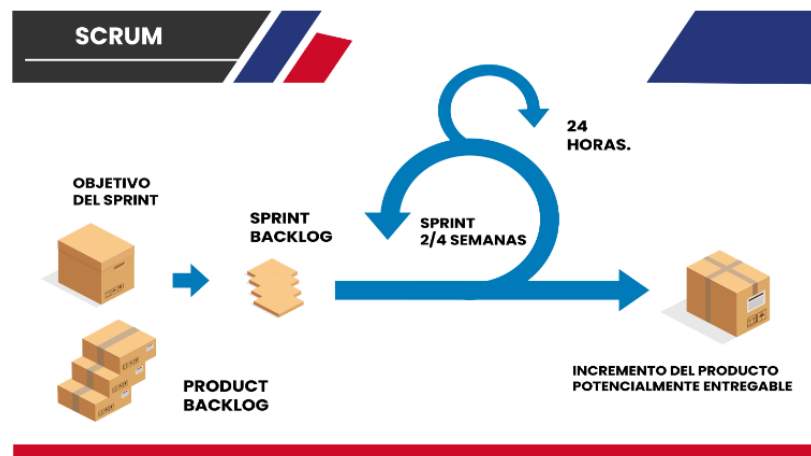 SCRUM
24
HORAS.
OBJETIVO
DEL SPRINT
SPRINT
BACKLOG
SPRINT
2/4 SEMANAS
PRODUCT
BACKLOG
INCREMENTO DEL PRODUCTO
POTENCIALMENTE ENTREGABLE